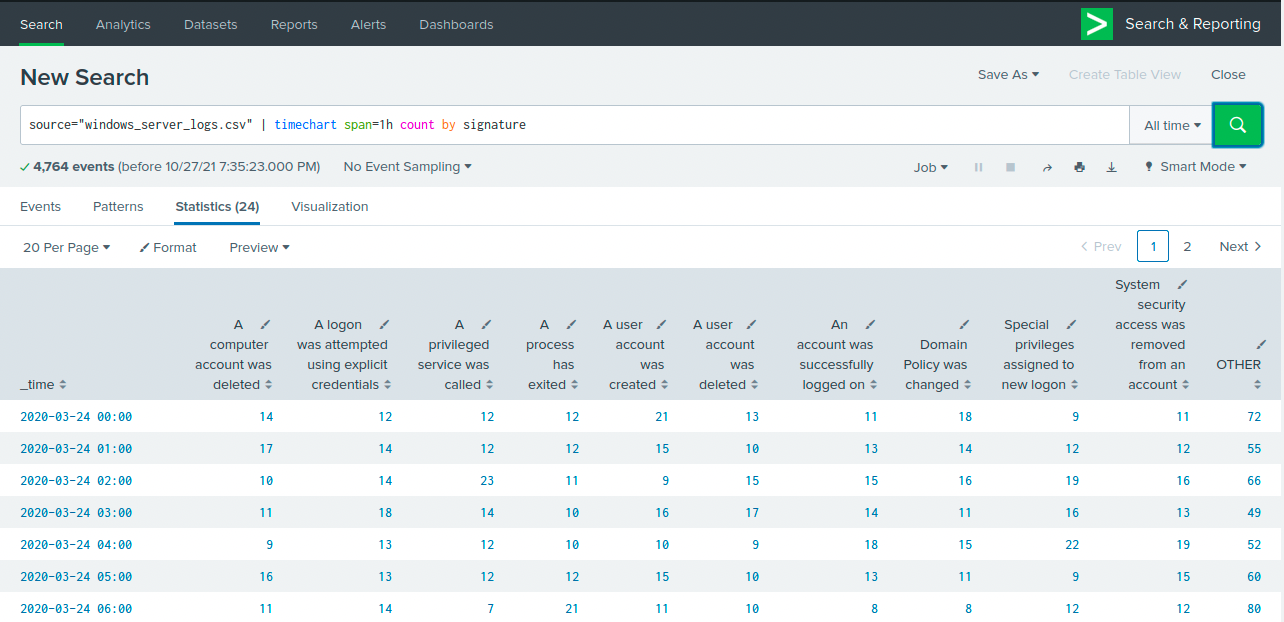 Search Analytics Datasets Reports Alerts Dashboards Search & Reporting
New Search Save As Create Table View Close
source="windows_server_logs.csv" | timechart span=1h count by signature All time
4,764 events (before 10/27/21 7:35:23.000 PM) No Event Sampling Job Smart Mode
Events Patterns Statistics (24) Visualization
20 Per Page Format Preview Prev 1 2 Next
_time
A computer account was deleted
A logon was attempted using explicit credentials
A privileged service was called
A process has exited
A user account was created
A user account was deleted
An account was successfully logged on
Domain Policy was changed
Special privileges assigned to new logon
System security access was removed from an account
OTHER
2020-03-24 00:00 14 12 12 12 21 13 11 18 9 11 72
2020-03-24 01:00 17 14 12 12 15 10 13 14 12 12 55
2020-03-24 02:00 10 14 23 11 9 15 15 16 19 16 66
2020-03-24 03:00 11 18 14 10 16 17 14 11 16 13 49
2020-03-24 04:00 9 13 12 10 10 9 18 15 22 19 52
2020-03-24 05:00 16 13 12 12 15 10 13 11 9 15 60
2020-03-24 06:00 11 14 7 21 11 10 8 8 12 12 80